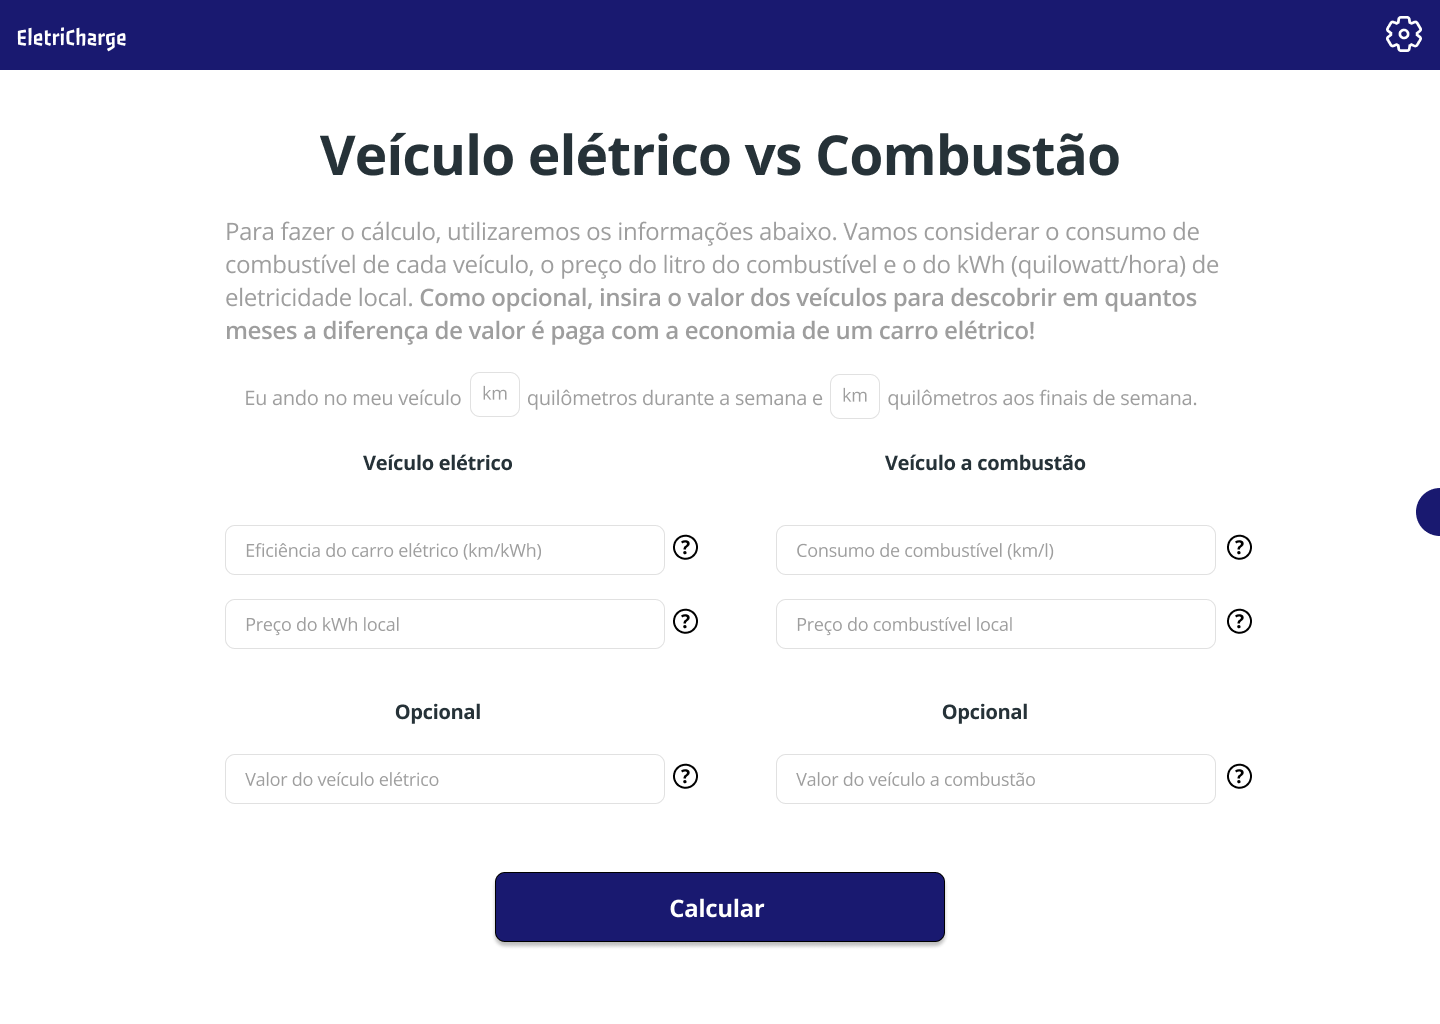 EletriCharge
Veículo elétrico vs Combustão
Para fazer o cálculo, utilizaremos os informações abaixo. Vamos considerar o consumo de
combustível de cada veículo, o preço do litro do combustível e o do kWh (quilowatt/hora) de
eletricidade local. Como opcional, insira o valor dos veículos para descobrir em quantos
meses a diferença de valor é paga com a economia de um carro elétrico!
Eu ando no meu veículo km quilômetros durante a semana e km quilômetros aos finais de semana.
Veículo elétrico
Veículo a combustão
Eficiência do carro elétrico (km/kWh) ?
Consumo de combustível (km/l) ?
Preço do kWh local ?
Preço do combustível local ?
Opcional
Opcional
Valor do veículo elétrico ?
Valor do veículo a combustão ?
Calcular